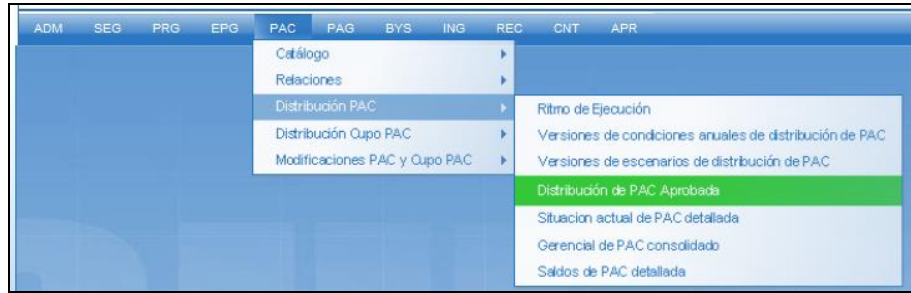 ADM SEG PRG EPG PAC PAG BYS ING REC CNT APR
Catálogo
Relaciones
Distribución PAC
Distribución Cupo PAC
Modificaciones PAC y Cupo PAC
Ritmo de Ejecución
Versiones de condiciones anuales de distribución de PAC
Versiones de escenarios de distribución de PAC
Distribución de PAC Aprobada
Situacion actual de PAC detallada
Gerencial de PAC consolidado
Saldos de PAC detallada